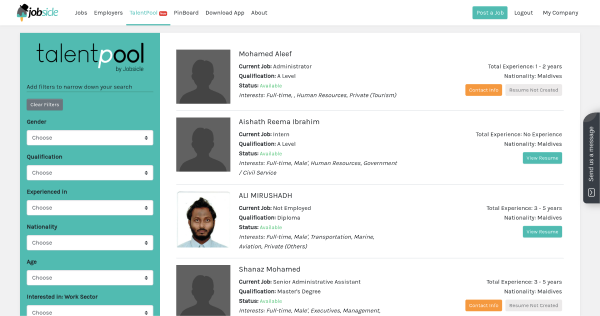 jobside
Jobs Employers TalentPool PinBoard Download App About
Post a Job Logout My Company
talentpool
by Jobside
Add filters to narrow down your search
Clear Filters
Gender
Choose
Qualification
Choose
Experienced In
Choose
Nationality
Choose
Age
Choose
Interested In: Work Sector
Choose
Mohamed Aleef
Current Job: Administrator
Qualification: A Level
Status: Available
Interests: Full-time, , Human Resources, Private (Tourism)
Total Experience: 1 - 2 years
Nationality: Maldives
Contact Info Resume Not Created
Aishath Reema Ibrahim
Current Job: Intern
Qualification: A Level
Status: Available
Interests: Full-time, Male', Human Resources, Government
/ Civil Service
Total Experience: No Experience
Nationality: Maldives
View Resume
ALI MIRUSHADH
Current Job: Not Employed
Qualification: Diploma
Status: Available
Interests: Full-time, Male', Transportation, Marine,
Aviation, Private (Others)
Total Experience: 3 - 5 years
Nationality: Maldives
View Resume
Shanaz Mohamed
Current Job: Senior Administrative Assistant
Qualification: Master's Degree
Status: Available
Interests: Full-time, Male', Executives, Management,
Total Experience: 3 - 5 years
Nationality: Maldives
Contact Info Resume Not Created
Send us a message